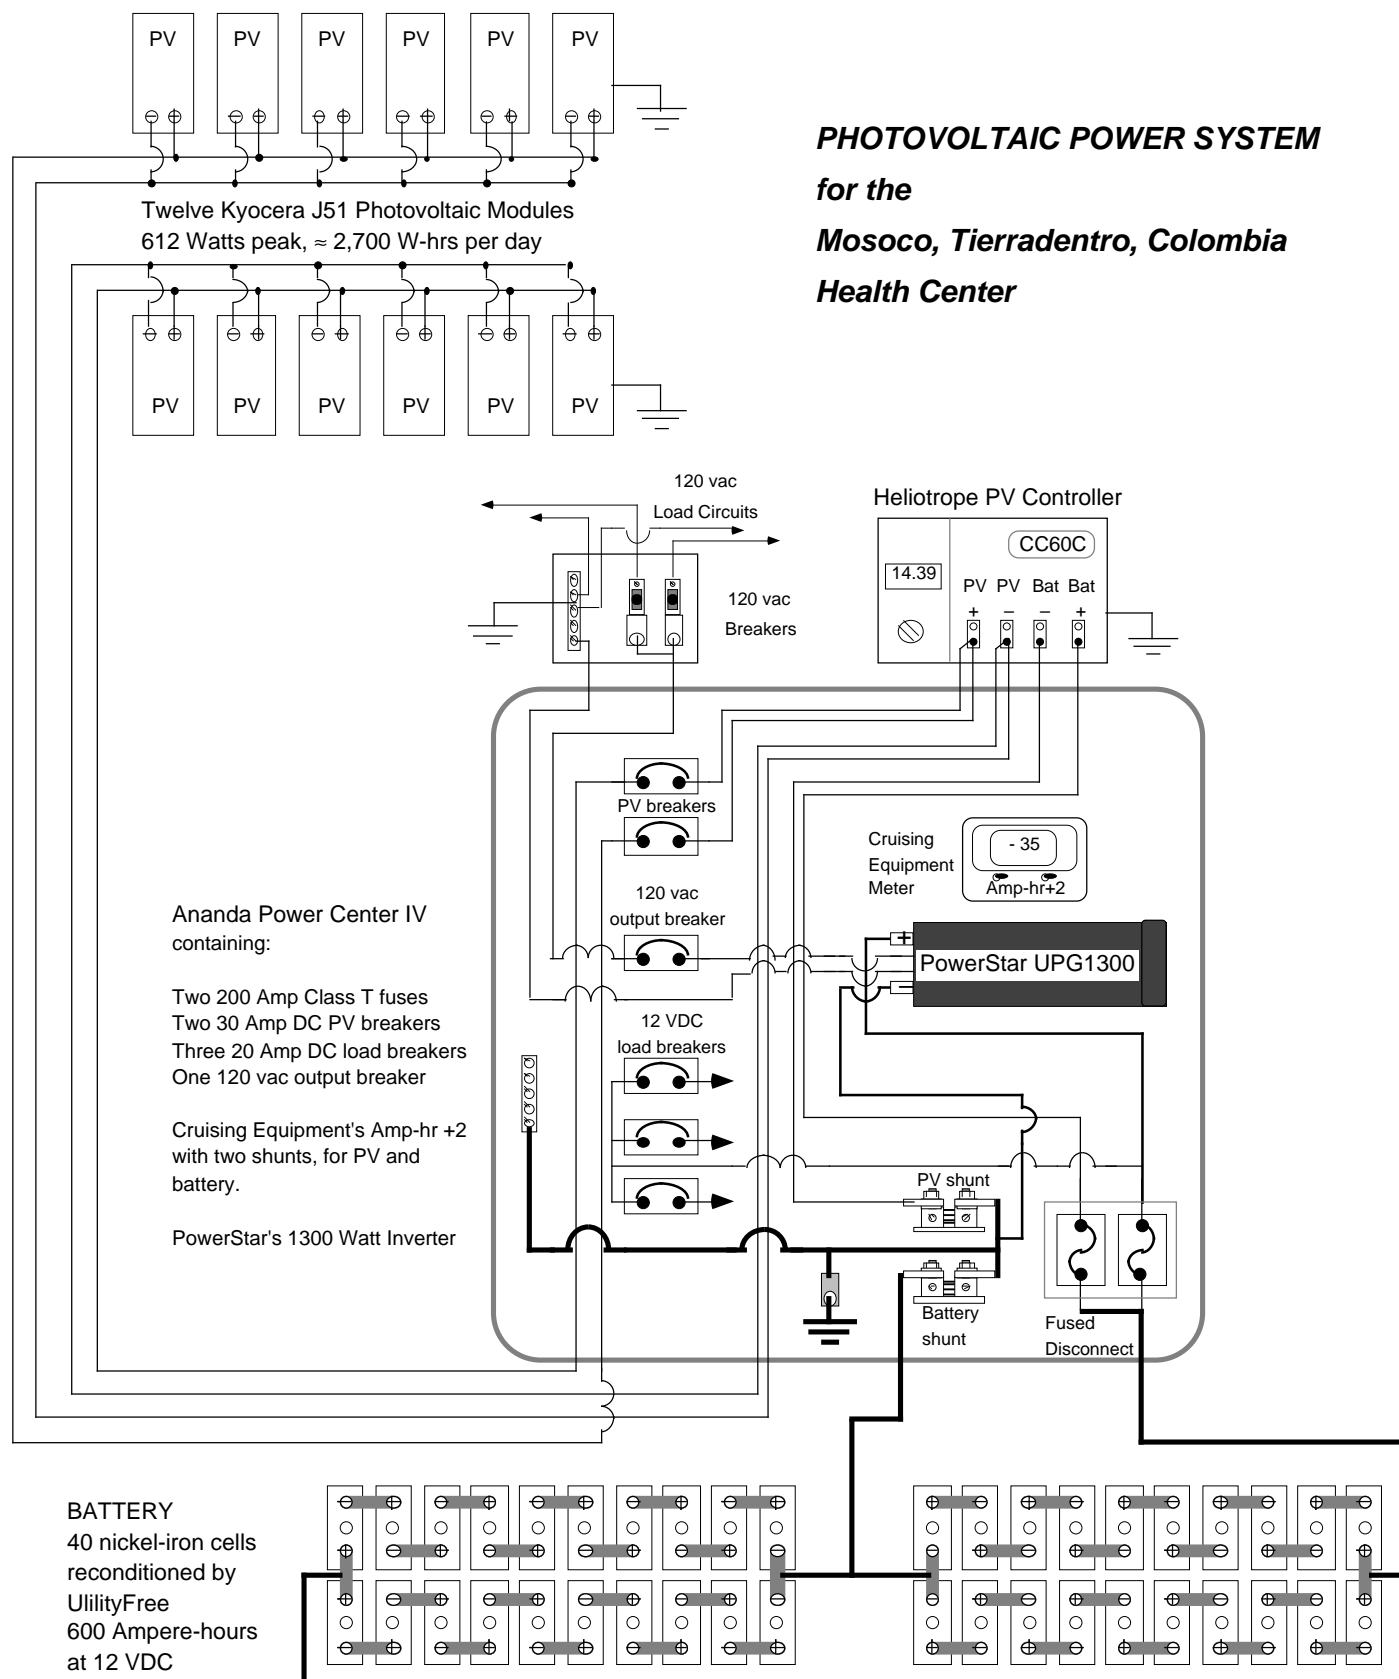 PV PV PV PV PV PV
PHOTOVOLTAIC POWER SYSTEM
for the
Mosoco, Tierradentro, Colombia
Health Center
Twelve Kyocera J51 Photovoltaic Modules
612 Watts peak, ≈ 2,700 W-hrs per day
PV PV PV PV PV PV
120 vac
Load Circuits
Heliotrope PV Controller
CC60C
14.39
PV PV Bat Bat
+ − − +
120 vac
Breakers
PV breakers
Cruising
Equipment
Meter
- 35
Amp-hr+2
120 vac
output breaker
+
PowerStar UPG1300
−
Ananda Power Center IV
containing:
Two 200 Amp Class T fuses
Two 30 Amp DC PV breakers
Three 20 Amp DC load breakers
One 120 vac output breaker
Cruising Equipment's Amp-hr +2
with two shunts, for PV and
battery.
PowerStar's 1300 Watt Inverter
12 VDC
load breakers
PV shunt
Battery
shunt
Fused
Disconnect
BATTERY
40 nickel-iron cells
reconditioned by
UlilityFree
600 Ampere-hours
at 12 VDC